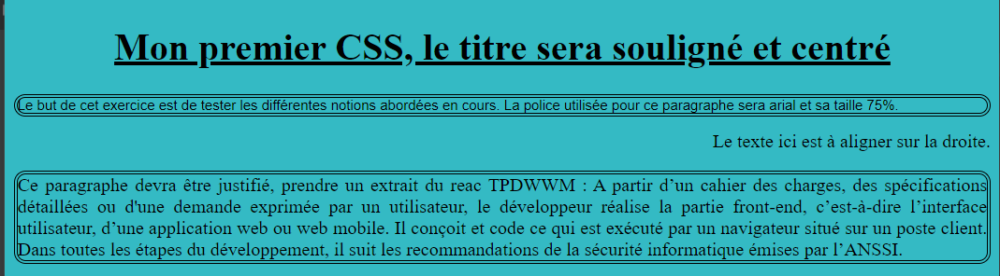 Mon premier CSS, le titre sera souligné et centré
Le but de cet exercice est de tester les différentes notions abordées en cours. La police utilisée pour ce paragraphe sera arial et sa taille 75%.
Le texte ici est à aligner sur la droite.
Ce paragraphe devra être justifié, prendre un extrait du reac TPDWWM : A partir d’un cahier des charges, des spécifications
détaillées ou d'une demande exprimée par un utilisateur, le développeur réalise la partie front-end, c’est-à-dire l’interface
utilisateur, d’une application web ou web mobile. Il conçoit et code ce qui est exécuté par un navigateur situé sur un poste client.
Dans toutes les étapes du développement, il suit les recommandations de la sécurité informatique émises par l’ANSSI.